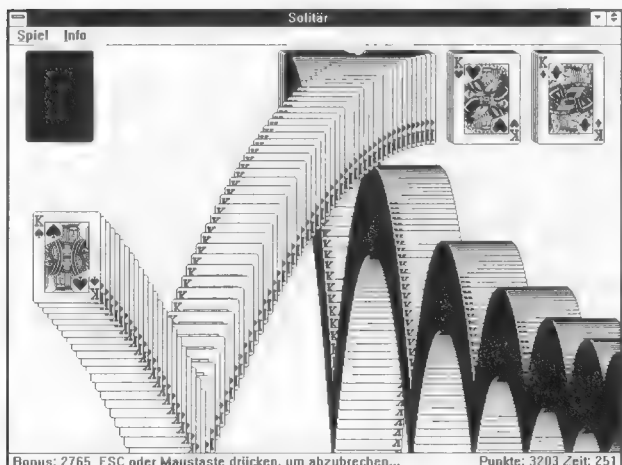 Solitär
Spiel Info
K K
K
Bonus: 2765 ESC oder Maustaste drücken, um abzubrechen... Punkte: 3203 Zeit: 251